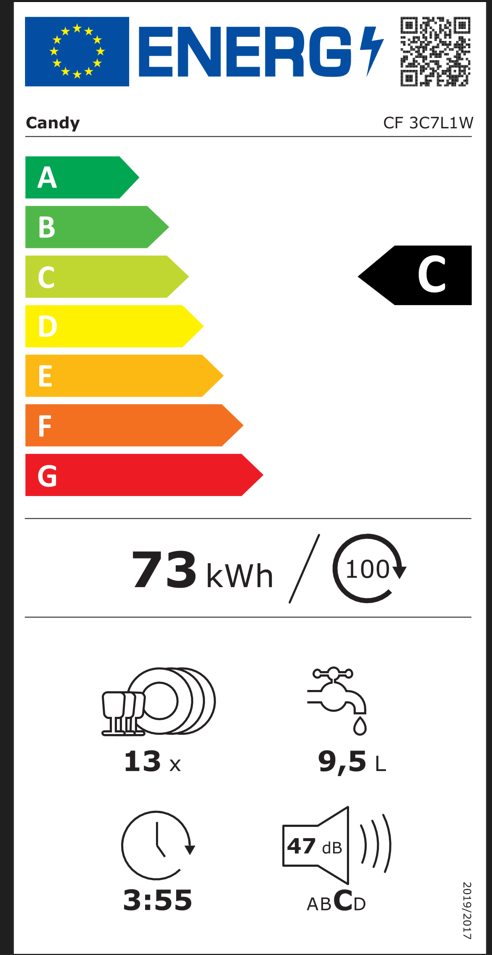 ENERG
Candy
CF 3C7L1W
A
B
C
C
D
E
F
G
73 kWh / 100
13 x
9,5 L
47 dB
3:55
ABCD
2019/2017